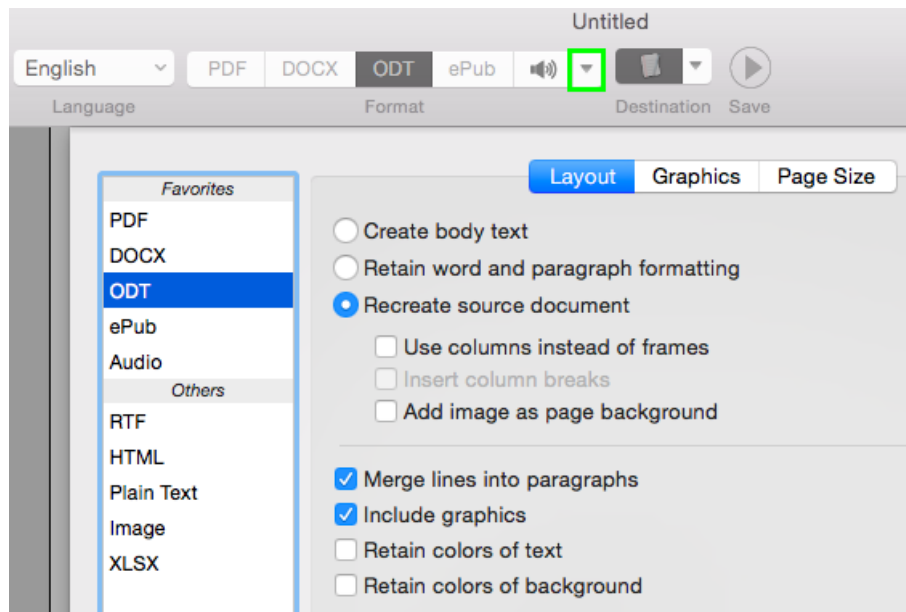 Untitled
English PDF DOCX ODT ePub
Language Format Destination Save
Layout Graphics Page Size
Favorites
PDF
DOCX
ODT
ePub
Audio
Others
RTF
HTML
Plain Text
Image
XLSX
Create body text
Retain word and paragraph formatting
Recreate source document
Use columns instead of frames
Insert column breaks
Add image as page background
Merge lines into paragraphs
Include graphics
Retain colors of text
Retain colors of background